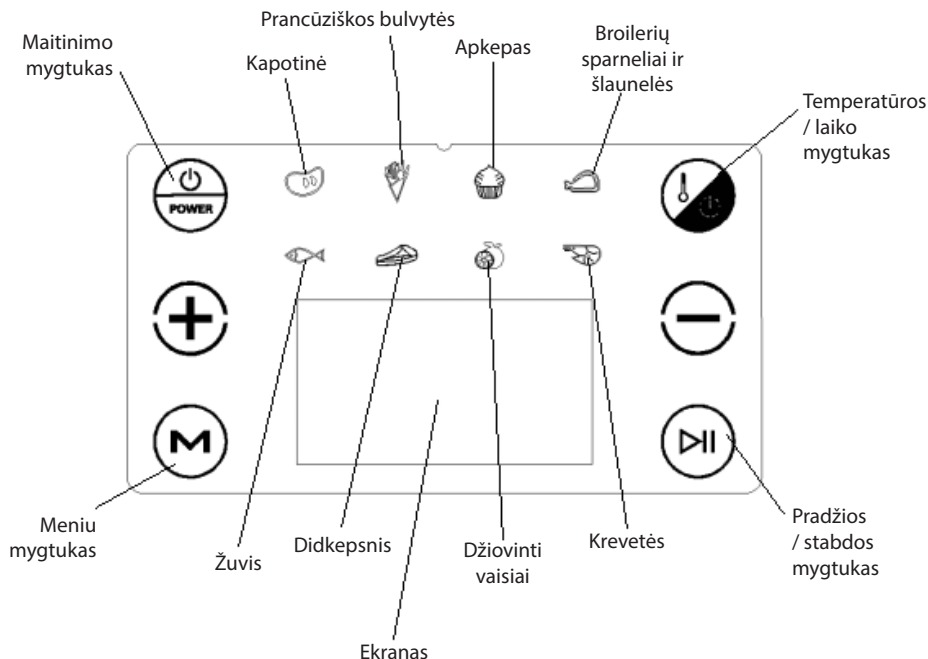 Prancūziškos bulvytės
Maitinimo
mygtukas
Kapotinė
Apkepas
Broilerių
sparneliai ir
šlaunelės
Temperatūros
/ laiko
mygtukas
POWER
M
Meniu
mygtukas
Žuvis
Didkepsnis
Džiovinti
vaisiai
Krevetės
Pradžios
/ stabdos
mygtukas
Ekranas